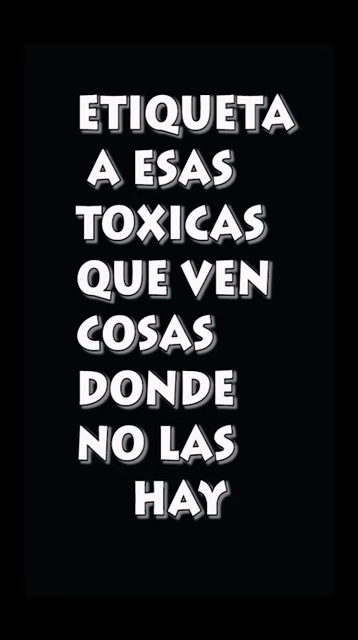 ETIQUETA
A ESAS
TOXICAS
QUE VEN
COSAS
DONDE
NO LAS
HAY